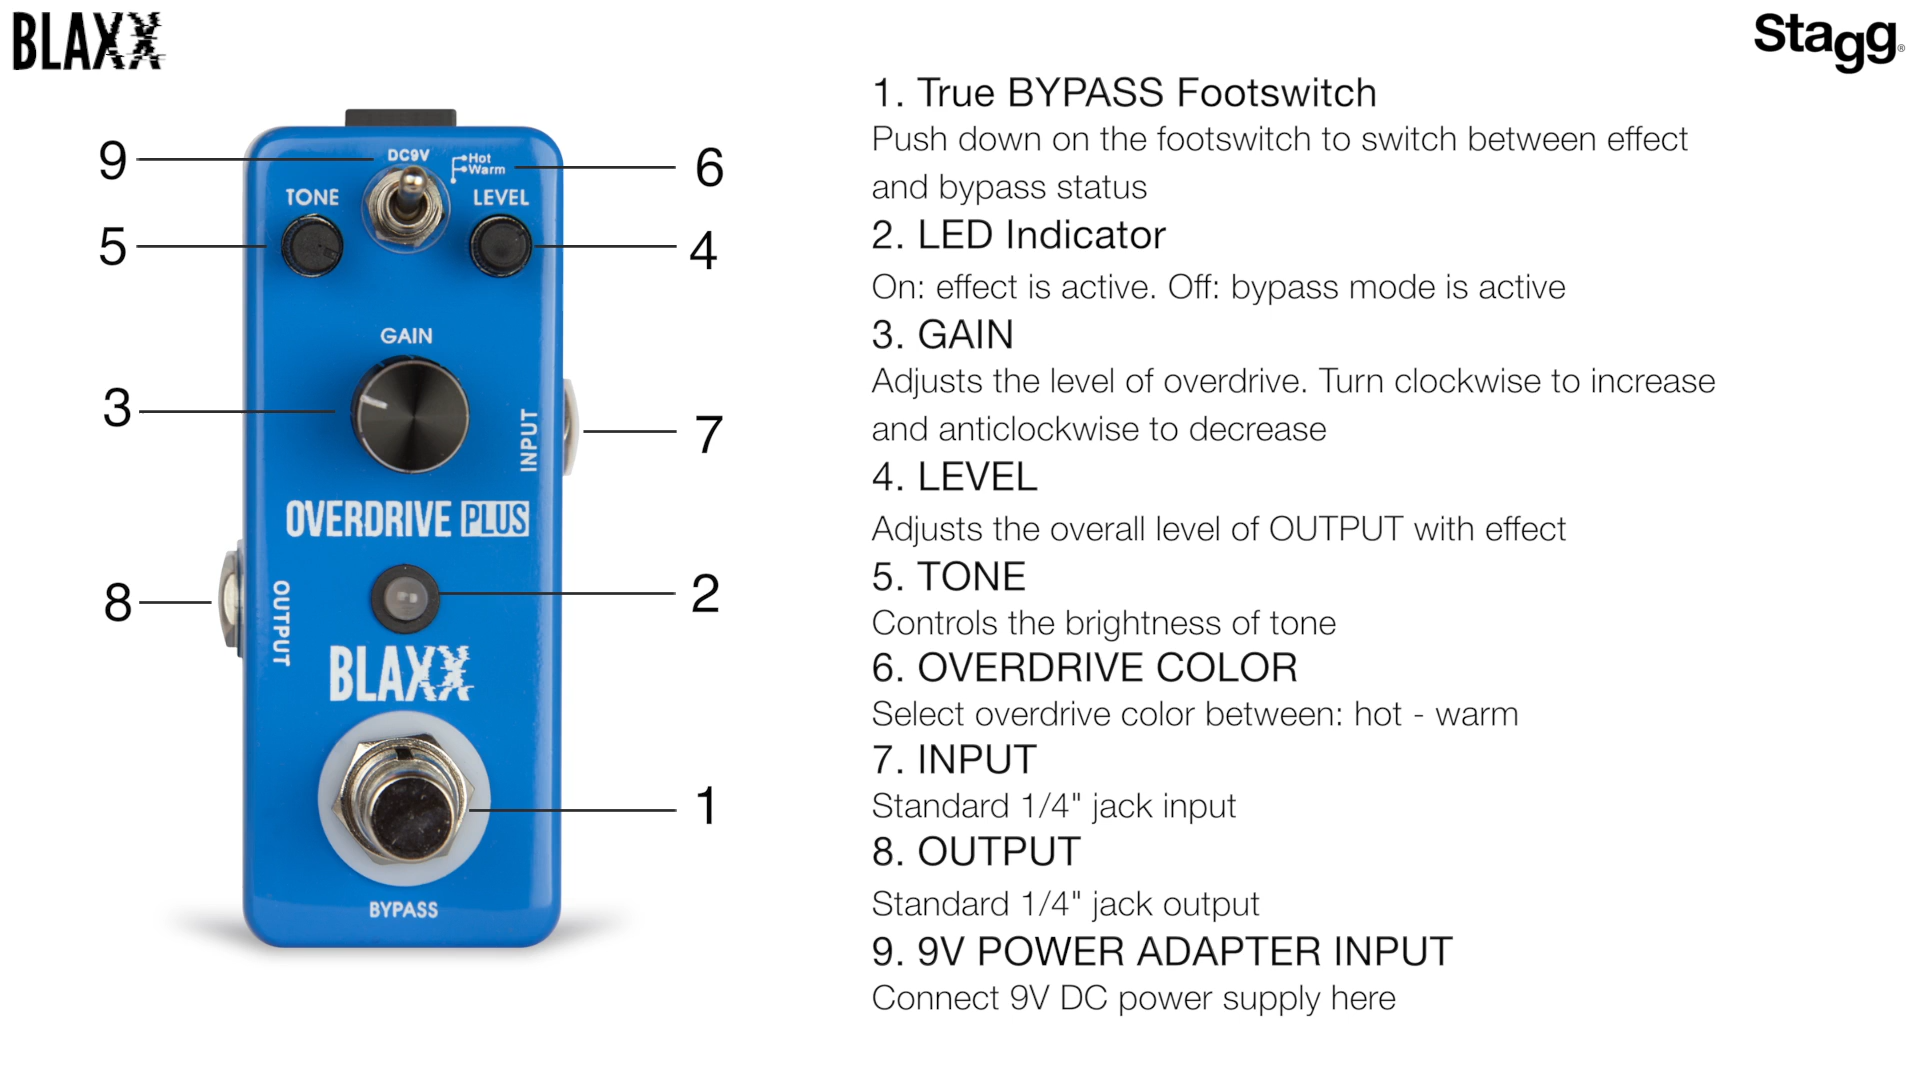 BLAXX
Stagg®
9
DC9V
Hot
Warm
6
TONE
LEVEL
5
4
GAIN
3
INPUT
7
OVERDRIVE PLUS
8
OUTPUT
2
BLAXX
1
BYPASS
1. True BYPASS Footswitch
Push down on the footswitch to switch between effect
and bypass status
2. LED Indicator
On: effect is active. Off: bypass mode is active
3. GAIN
Adjusts the level of overdrive. Turn clockwise to increase
and anticlockwise to decrease
4. LEVEL
Adjusts the overall level of OUTPUT with effect
5. TONE
Controls the brightness of tone
6. OVERDRIVE COLOR
Select overdrive color between: hot - warm
7. INPUT
Standard 1/4" jack input
8. OUTPUT
Standard 1/4" jack output
9. 9V POWER ADAPTER INPUT
Connect 9V DC power supply here